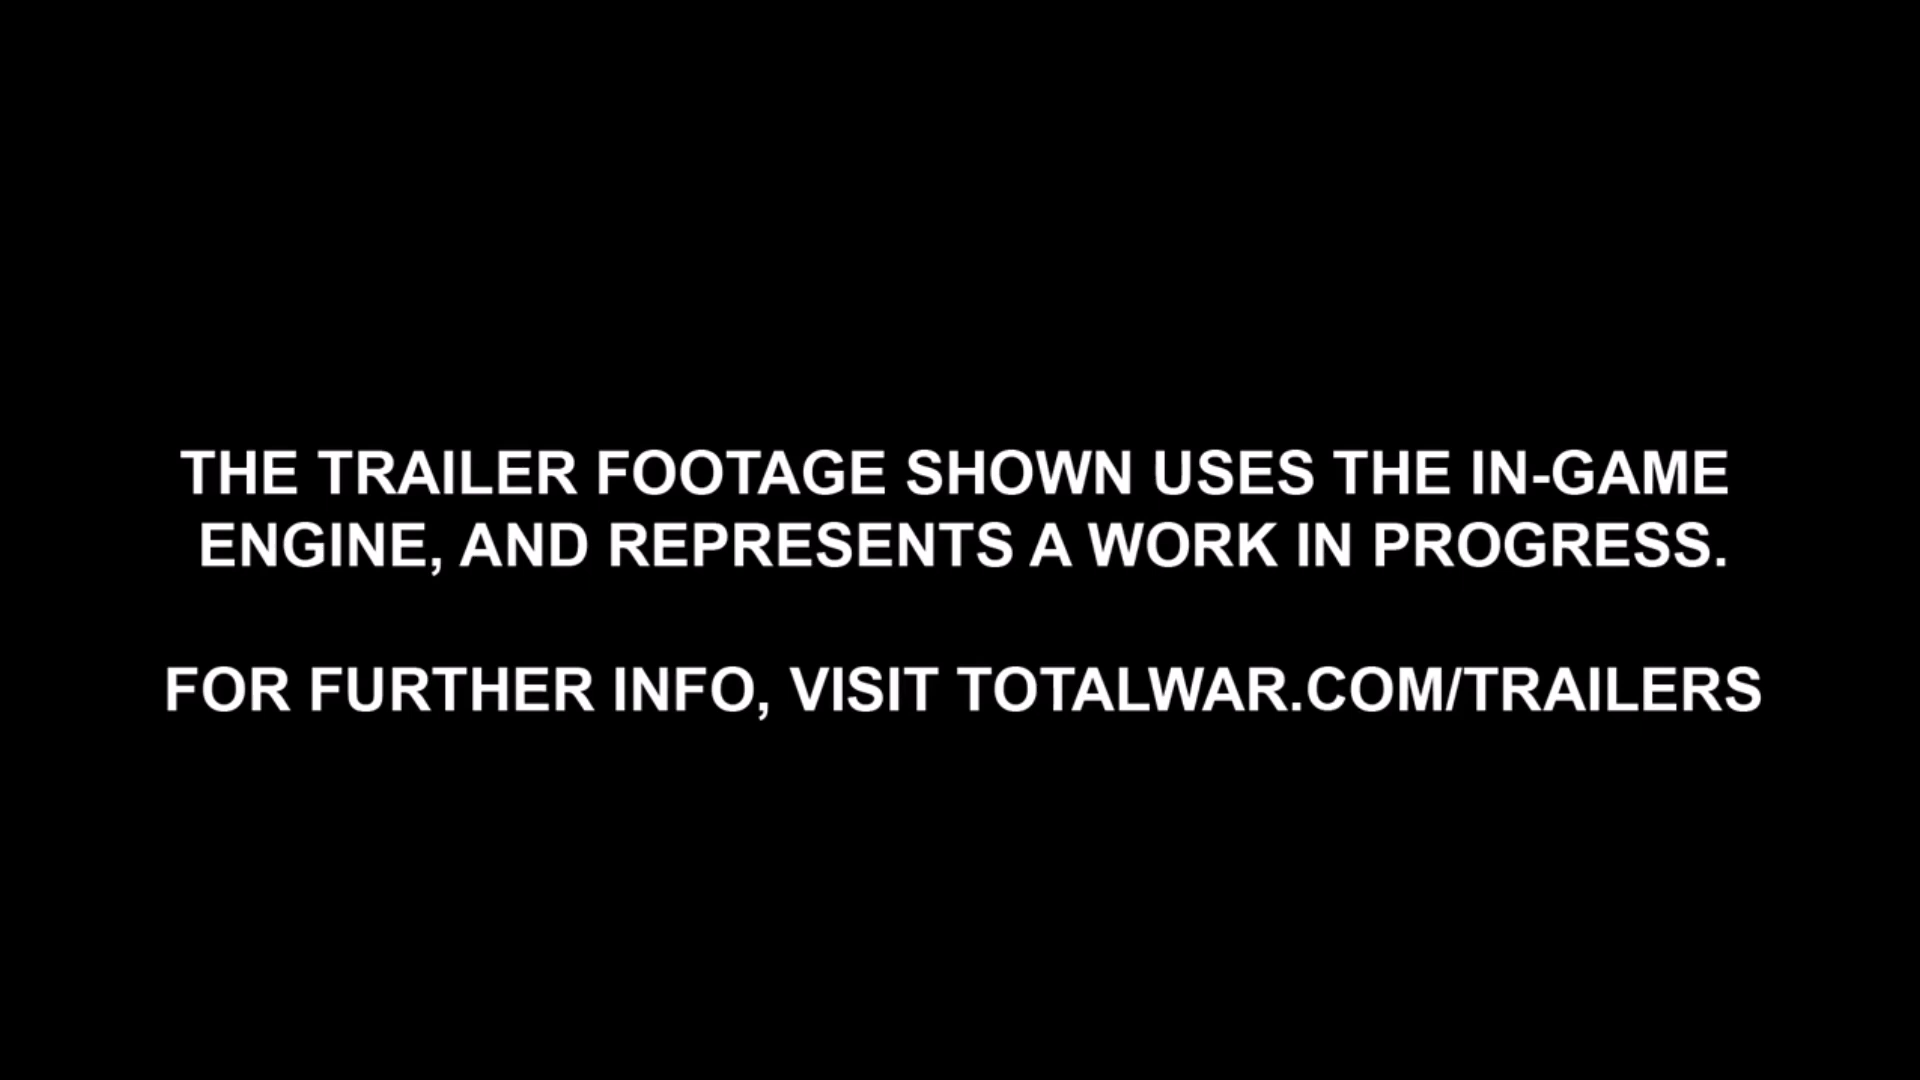 THE TRAILER FOOTAGE SHOWN USES THE IN-GAME
ENGINE, AND REPRESENTS A WORK IN PROGRESS.
FOR FURTHER INFO, VISIT TOTALWAR.COM/TRAILERS